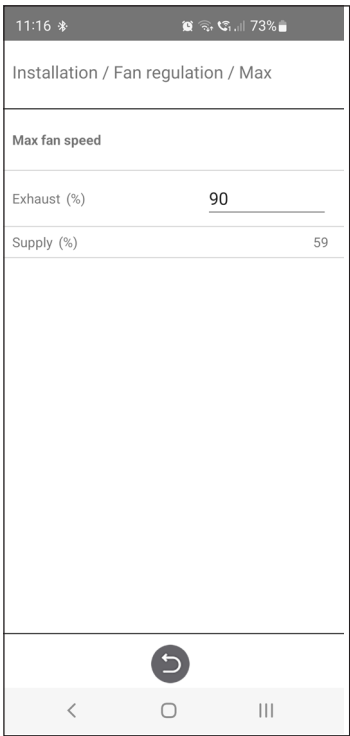 11:16 73%
Installation / Fan regulation / Max
Max fan speed
Exhaust (%) 90
Supply (%) 59